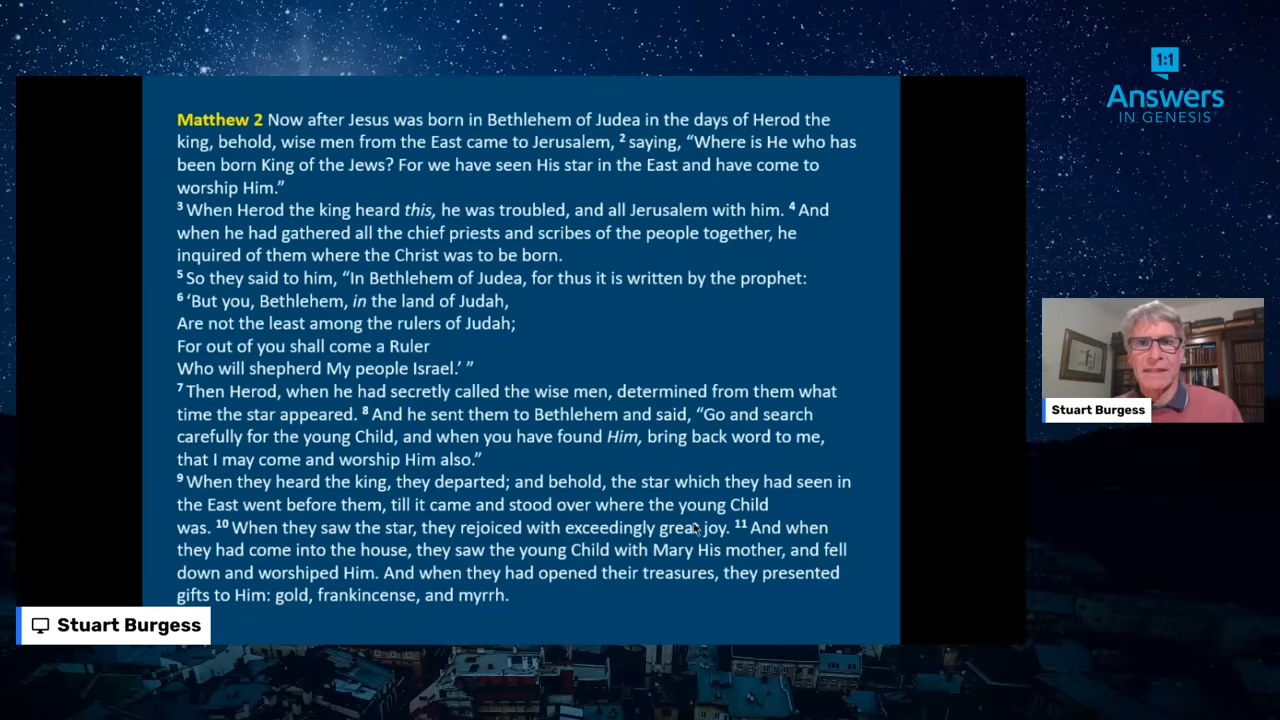 1:1
Answers
IN GENESIS
Matthew 2 Now after Jesus was born in Bethlehem of Judea in the days of Herod the
king, behold, wise men from the East came to Jerusalem, 2 saying, “Where is He who has
been born King of the Jews? For we have seen His star in the East and have come to
worship Him.”
3 When Herod the king heard this, he was troubled, and all Jerusalem with him. 4 And
when he had gathered all the chief priests and scribes of the people together, he
inquired of them where the Christ was to be born.
5 So they said to him, “In Bethlehem of Judea, for thus it is written by the prophet:
6 ‘But you, Bethlehem, in the land of Judah,
Are not the least among the rulers of Judah;
For out of you shall come a Ruler
Who will shepherd My people Israel.’ ”
7 Then Herod, when he had secretly called the wise men, determined from them what
time the star appeared. 8 And he sent them to Bethlehem and said, “Go and search
carefully for the young Child, and when you have found Him, bring back word to me,
that I may come and worship Him also.”
9 When they heard the king, they departed; and behold, the star which they had seen in
the East went before them, till it came and stood over where the young Child
was. 10 When they saw the star, they rejoiced with exceedingly great joy. 11 And when
they had come into the house, they saw the young Child with Mary His mother, and fell
down and worshiped Him. And when they had opened their treasures, they presented
gifts to Him: gold, frankincense, and myrrh.
Stuart Burgess
Stuart Burgess